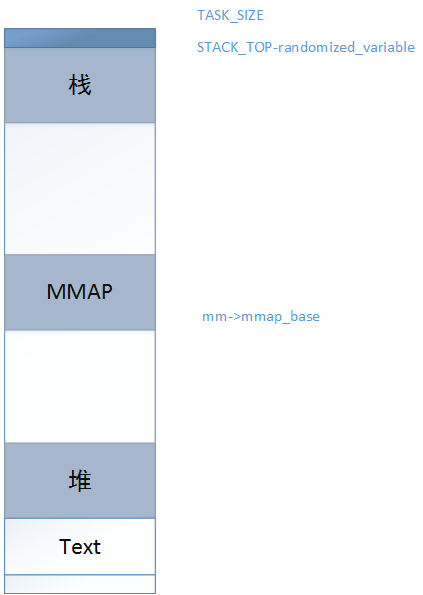 TASK_SIZE
STACK_TOP-randomized_variable
栈
MMAP
mm->mmap_base
堆
Text